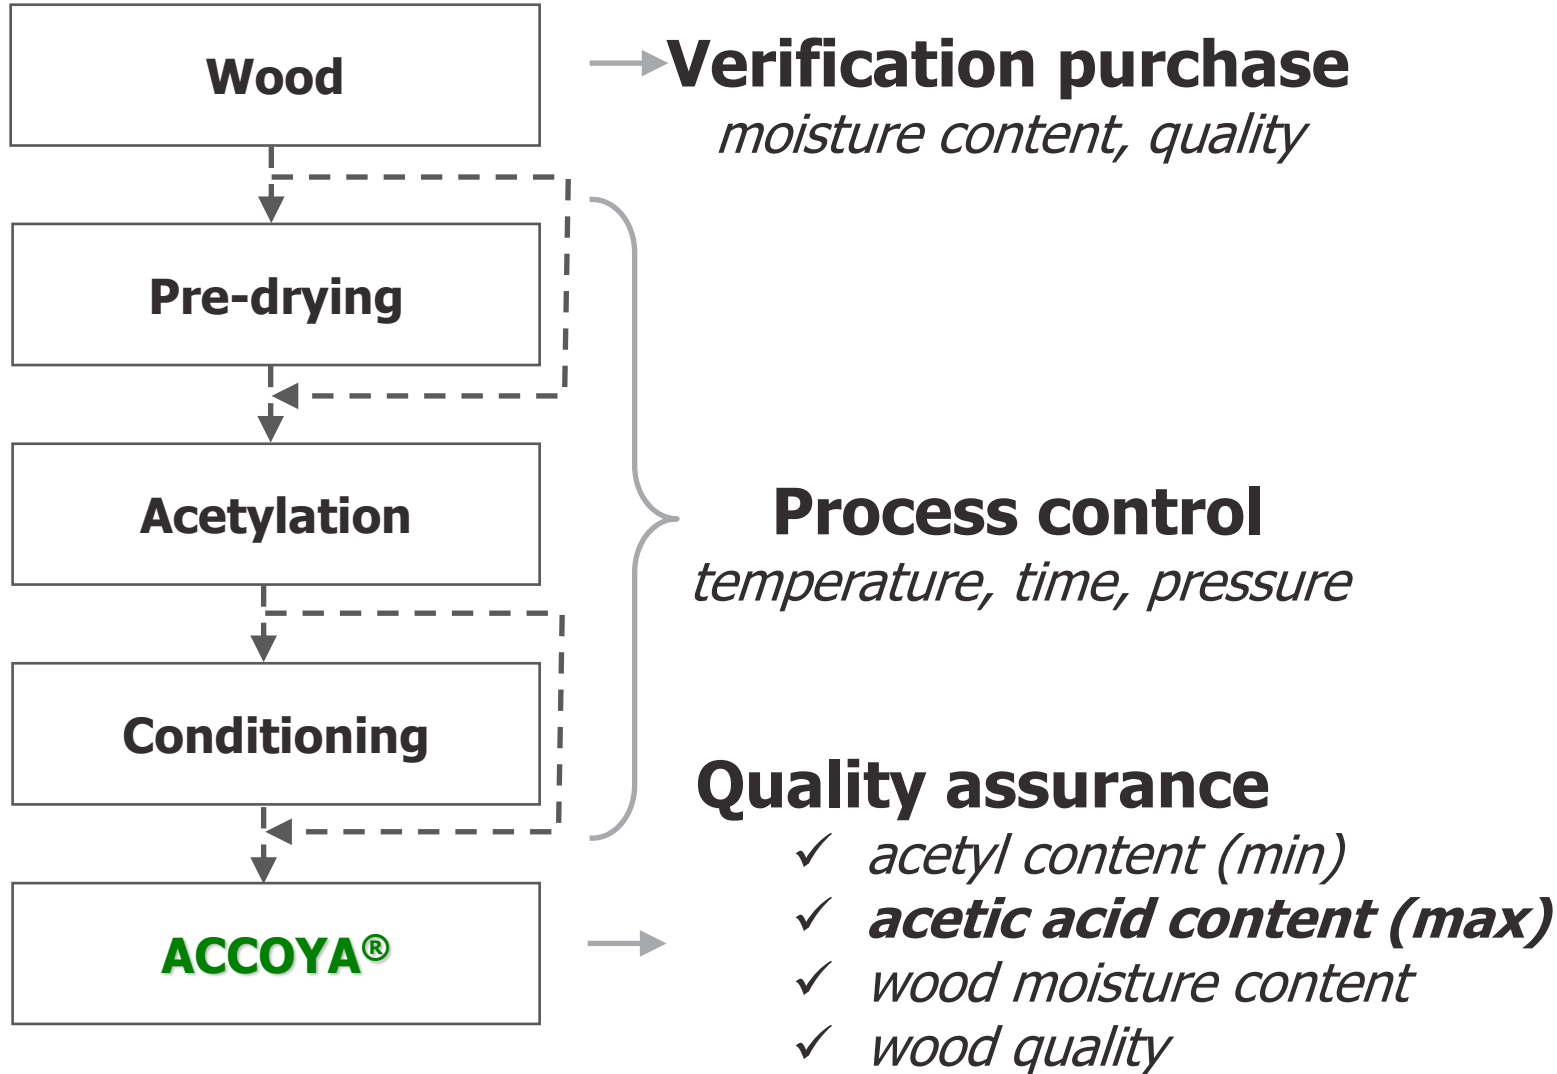 Wood
Verification purchase
moisture content, quality
Pre-drying
Acetylation
Process control
temperature, time, pressure
Conditioning
Quality assurance
✓ acetyl content (min)
✓ acetic acid content (max)
ACCOYA®
✓ wood moisture content
✓ wood quality